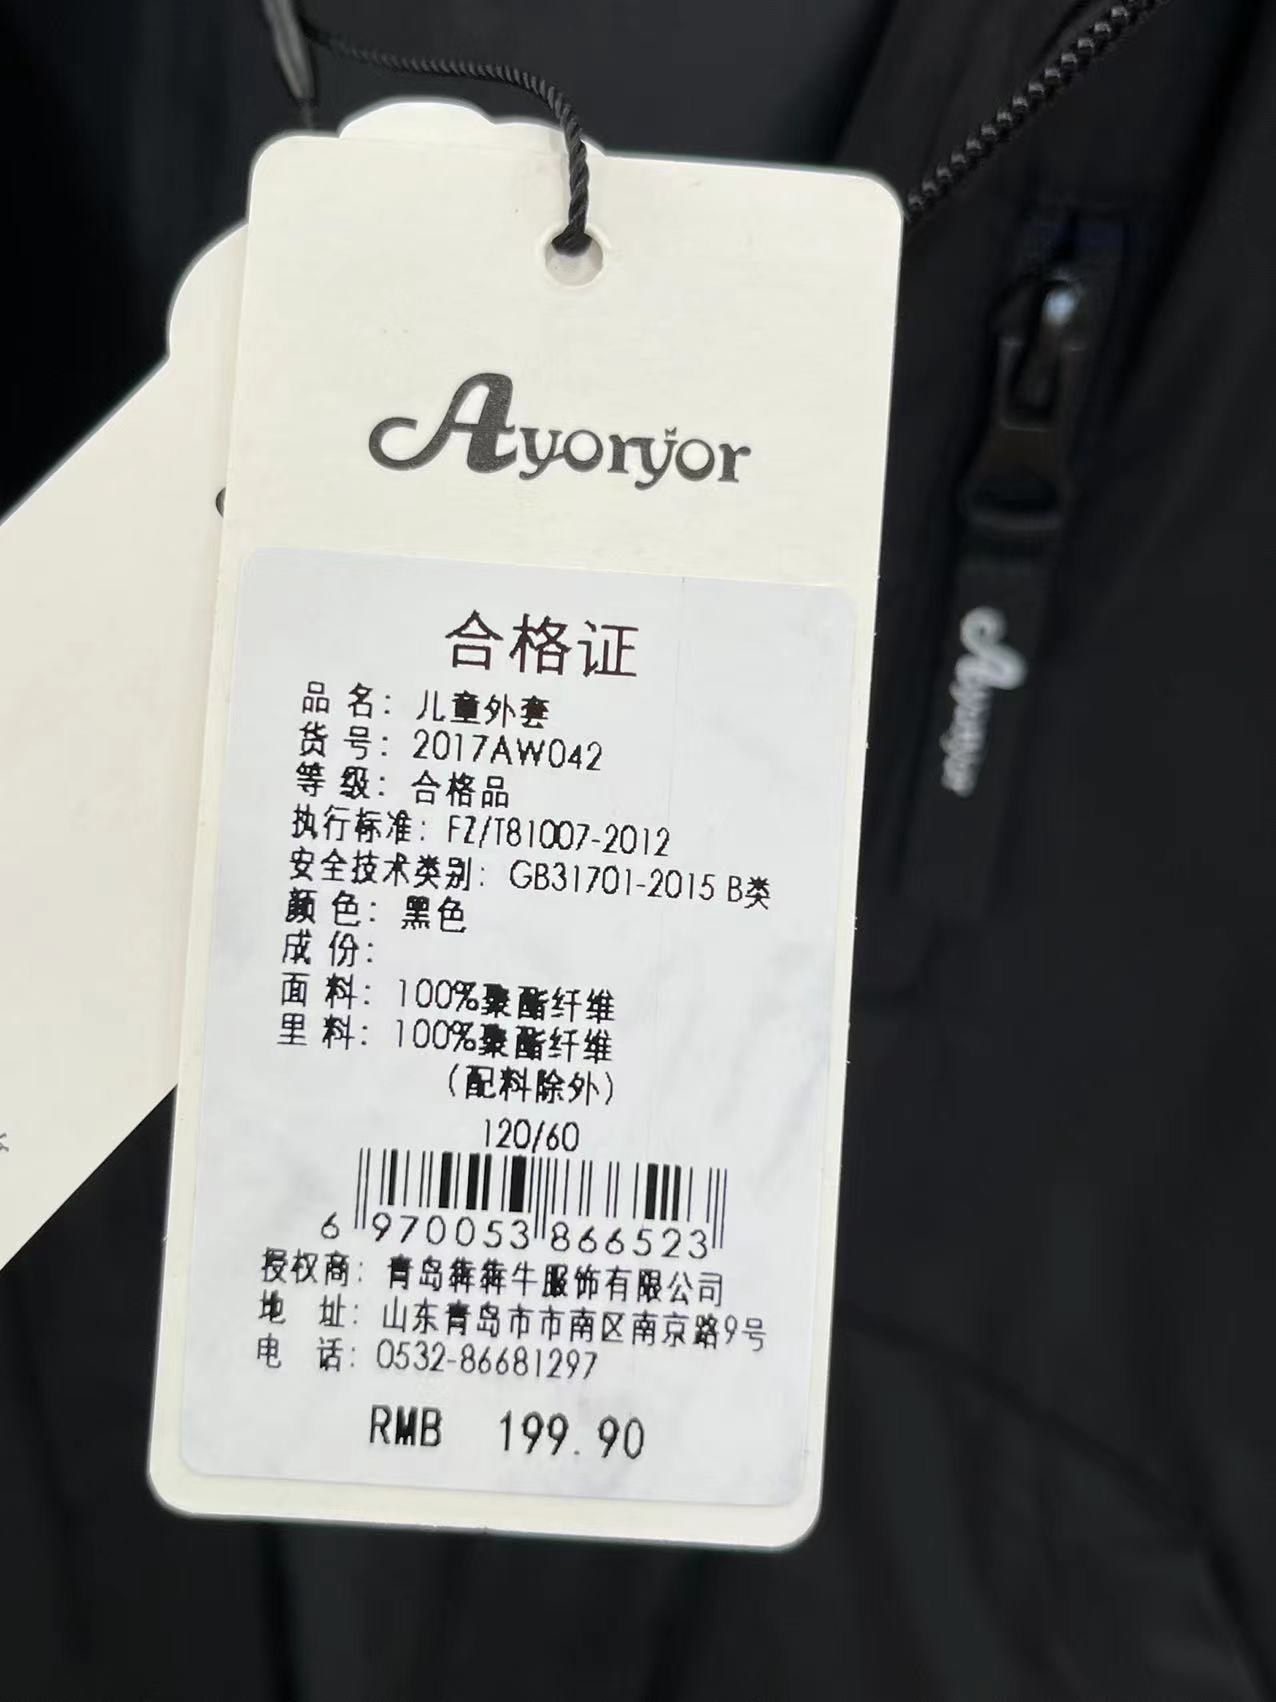 Ayoryor
合格证
品 名： 儿童外套
货 号： 2017AW042
等 级： 合格品
执行标准： FZ/T81007-2012
安全技术类别： GB31701-2015 B类
颜 色： 黑色
成 份：
面 料： 100%聚酯纤维
里 料： 100%聚酯纤维
（配料除外）
120/60
6 970053 866523
授权商： 青岛犇犇牛服饰有限公司
地 址： 山东青岛市市南区南京路9号
电 话： 0532-86681297
RMB 199.90
Ayoryor